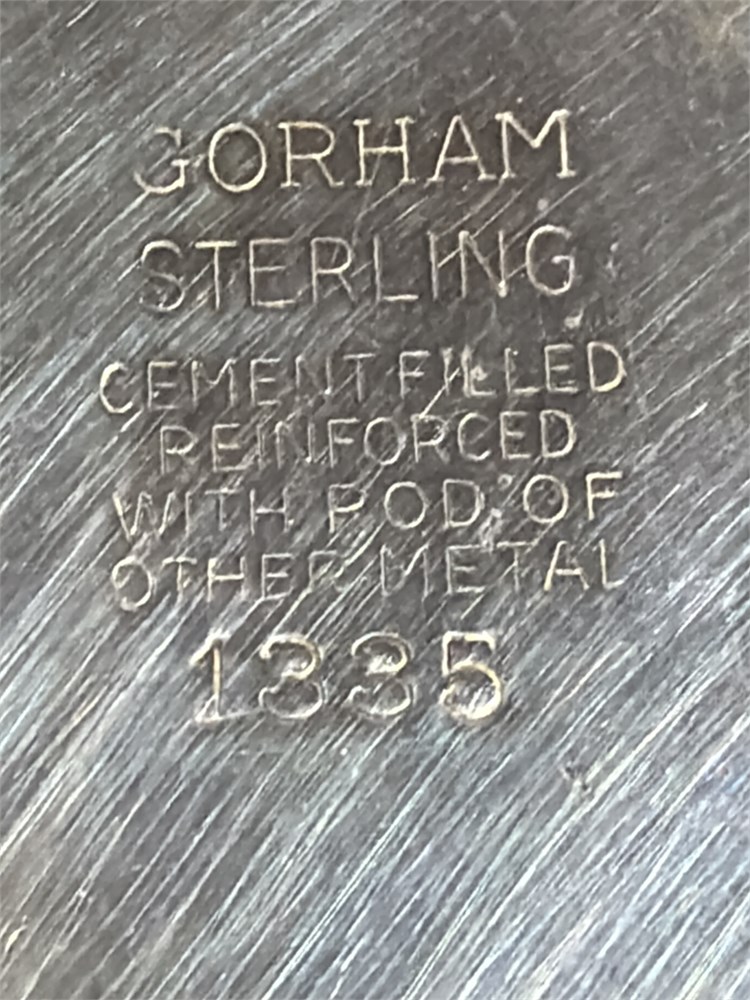 GORHAM
STERLING
CEMENT FILLED
REINFORCED
WITH ROD OF
OTHER METAL
1335